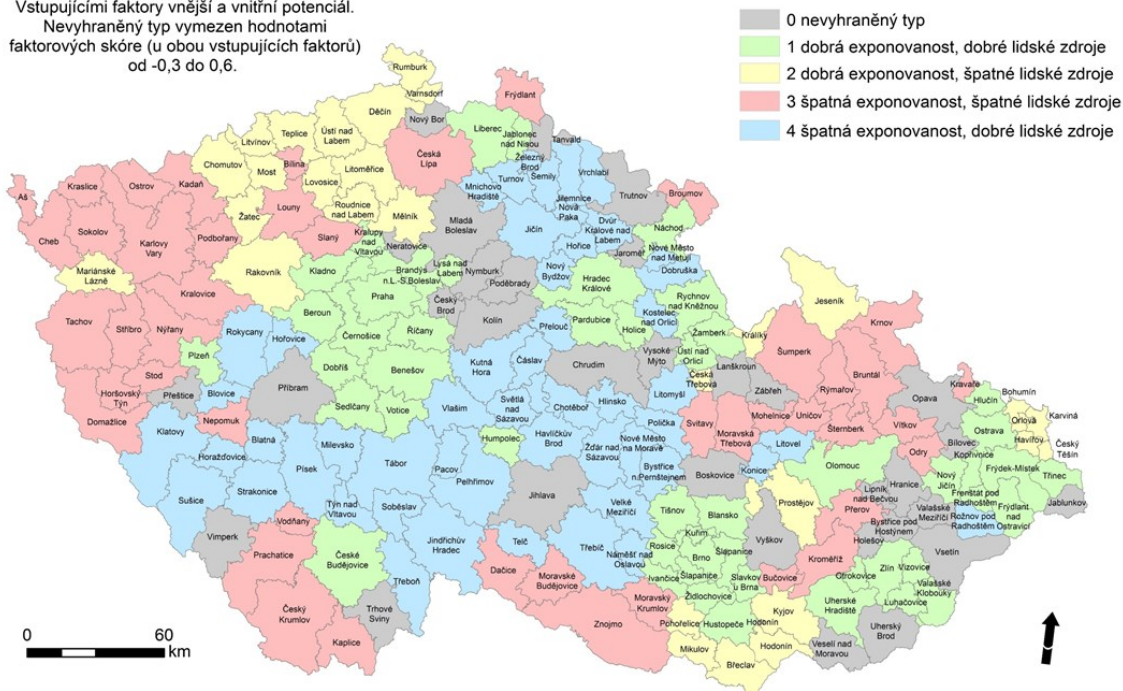 Vstupujícími faktory vnější a vnitřní potenciál.
Nevyhraněný typ vymezen hodnotami
faktorových skóre (u obou vstupujících faktorů)
od -0,3 do 0,6.
0 nevyhraněný typ
1 dobrá exponovanost, dobré lidské zdroje
2 dobrá exponovanost, špatné lidské zdroje
3 špatná exponovanost, špatné lidské zdroje
4 špatná exponovanost, dobré lidské zdroje
Rumburk
Varnsdorf
Děčín
Nový Bor
Frýdlant
Liberec
Jablonec
nad Nisou
Tanvald
Železný
Brod
Semily
Teplice
Ústí nad
Labem
Litvínov
Chomutov
Most
Bílina
Litoměřice
Lovosice
Roudnice
nad Labem
Česká
Lípa
Mnichovo
Hradiště
Turnov
Vrchlabí
Jilemnice
Nová
Paka
Trutnov
Broumov
Aš
Kraslice
Ostrov
Kadaň
Žatec
Louny
Mělník
Mladá
Boleslav
Jičín
Hořice
Dvůr
Králové nad
Labem
Náchod
Jaroměř
Nové Město
nad Metují
Dobruška
Cheb
Sokolov
Karlovy
Vary
Podbořany
Slaný
Kralupy
nad
Vltavou
Neratovice
Mariánské
Lázně
Rakovník
Kladno
Brandýs
n.L.-S.Boleslav
Lysá nad
Labem
Nymburk
Poděbrady
Nový
Bydžov
Hradec
Králové
Rychnov
nad Kněžnou
Kralovice
Beroun
Praha
Český
Brod
Kolín
Přelouč
Pardubice
Holice
Kostelec
nad Orlicí
Žamberk
Králíky
Jeseník
Tachov
Stříbro
Nýřany
Plzeň
Rokycany
Hořovice
Černošice
Říčany
Kutná
Hora
Čáslav
Chrudim
Vysoké
Mýto
Ústí nad
Orlicí
Česká
Třebová
Lanškroun
Zábřeh
Šumperk
Krnov
Bruntál
Rýmařov
Stod
Horšovský
Týn
Přeštice
Blovice
Příbram
Dobříš
Benešov
Sedlčany
Votice
Vlašim
Světlá
nad
Sázavou
Chotěboř
Hlinsko
Litomyšl
Polička
Svitavy
Moravská
Třebová
Mohelnice
Uničov
Šternberk
Litovel
Opava
Kravaře
Hlučín
Bohumín
Ostrava
Orlová
Karviná
Havířov
Český
Těšín
Vítkov
Bílovec
Kopřivnice
Odry
Domažlice
Nepomuk
Klatovy
Horažďovice
Blatná
Milevsko
Písek
Tábor
Pacov
Pelhřimov
Humpolec
Havlíčkův
Brod
Žďár nad
Sázavou
Nové Město
na Moravě
Bystřice
n.Pernštejnem
Boskovice
Konice
Olomouc
Prostějov
Přerov
Lipník
nad Bečvou
Hranice
Nový
Jičín
Frýdek-Místek
Třinec
Frenštát pod
Radhoštěm
Frýdlant
nad
Ostravicí
Jablunkov
Rožnov pod
Radhoštěm
Valašské
Meziříčí
Bystřice pod
Hostýnem
Holešov
Vsetín
Sušice
Strakonice
Týn nad
Vltavou
Soběslav
Jindřichův
Hradec
Jihlava
Velké
Meziříčí
Třebíč
Náměšť nad
Oslavou
Telč
Tišnov
Blansko
Kuřim
Brno
Šlapanice
Rosice
Ivančice
Šlapanice
Slavkov
u Brna
Židlochovice
Vyškov
Bučovice
Kroměříž
Otrokovice
Zlín
Vizovice
Valašské
Klobouky
Luhačovice
Uherské
Hradiště
Uherský
Brod
Veselí nad
Moravou
Vimperk
Vodňany
Prachatice
České
Budějovice
Třeboň
Trhové
Sviny
Český
Krumlov
Kaplice
Dačice
Moravské
Budějovice
Moravský
Krumlov
Znojmo
Pohořelice
Hustopeče
Mikulov
Břeclav
Hodonín
Hodonín
Kyjov
0 60
km